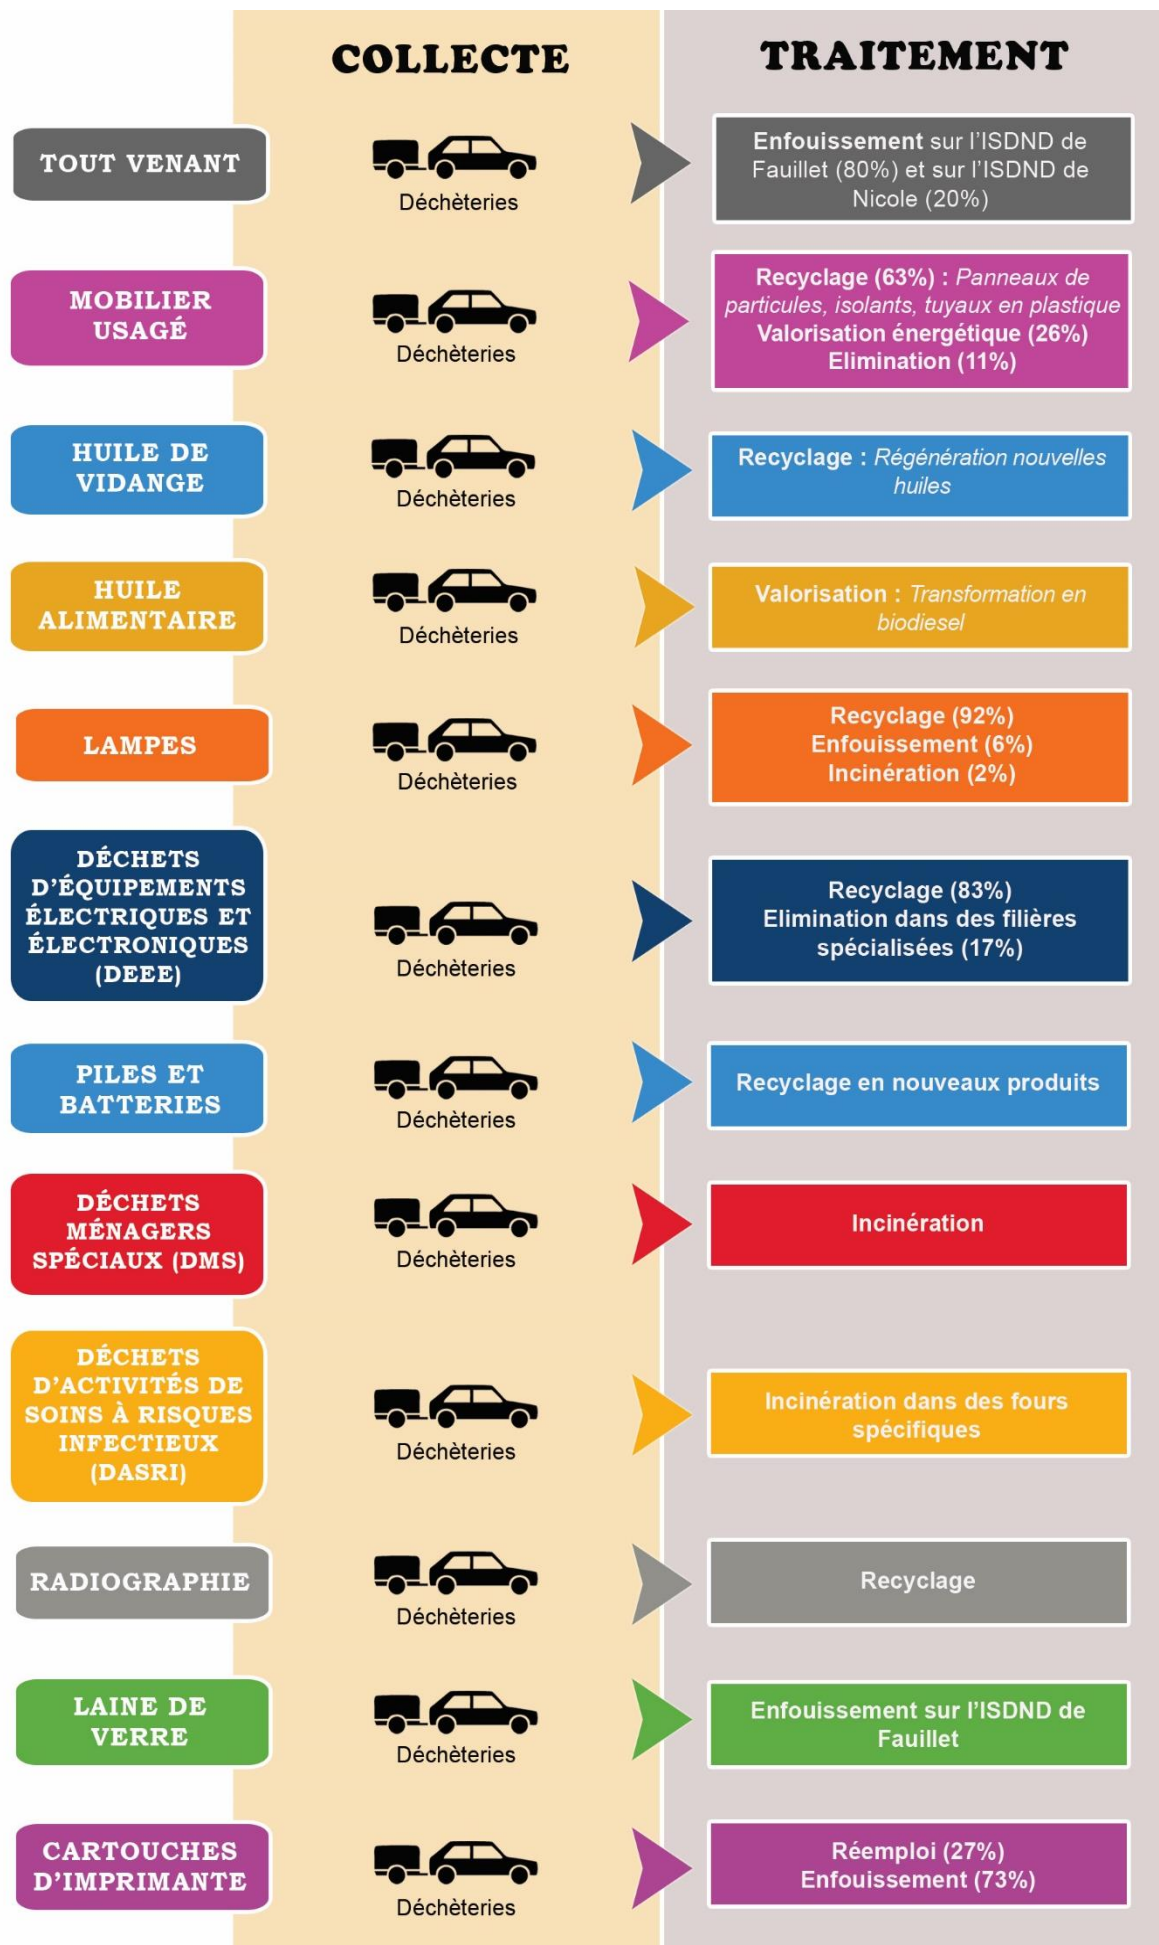 COLLECTE
TRAITEMENT
TOUT VENANT
Déchèteries
Enfouissement sur l'ISDND de
Fauillet (80%) et sur l'ISDND de
Nicole (20%)
MOBILIER
USAGÉ
Déchèteries
Recyclage (63%) : Panneaux de
particules, isolants, tuyaux en plastique
Valorisation énergétique (26%)
Elimination (11%)
HUILE DE
VIDANGE
Déchèteries
Recyclage : Régénération nouvelles
huiles
HUILE
ALIMENTAIRE
Déchèteries
Valorisation : Transformation en
biodiesel
LAMPES
Déchèteries
Recyclage (92%)
Enfouissement (6%)
Incinération (2%)
DÉCHETS
D'ÉQUIPEMENTS
ÉLECTRIQUES ET
ÉLECTRONIQUES
(DEEE)
Déchèteries
Recyclage (83%)
Elimination dans des filières
spécialisées (17%)
PILES ET
BATTERIES
Déchèteries
Recyclage en nouveaux produits
DÉCHETS
MÉNAGERS
SPÉCIAUX (DMS)
Déchèteries
Incinération
DÉCHETS
D'ACTIVITÉS DE
SOINS À RISQUES
INFECTIEUX
(DASRI)
Déchèteries
Incinération dans des fours
spécifiques
RADIOGRAPHIE
Déchèteries
Recyclage
LAINE DE
VERRE
Déchèteries
Enfouissement sur l'ISDND de
Fauillet
CARTOUCHES
D'IMPRIMANTE
Déchèteries
Réemploi (27%)
Enfouissement (73%)